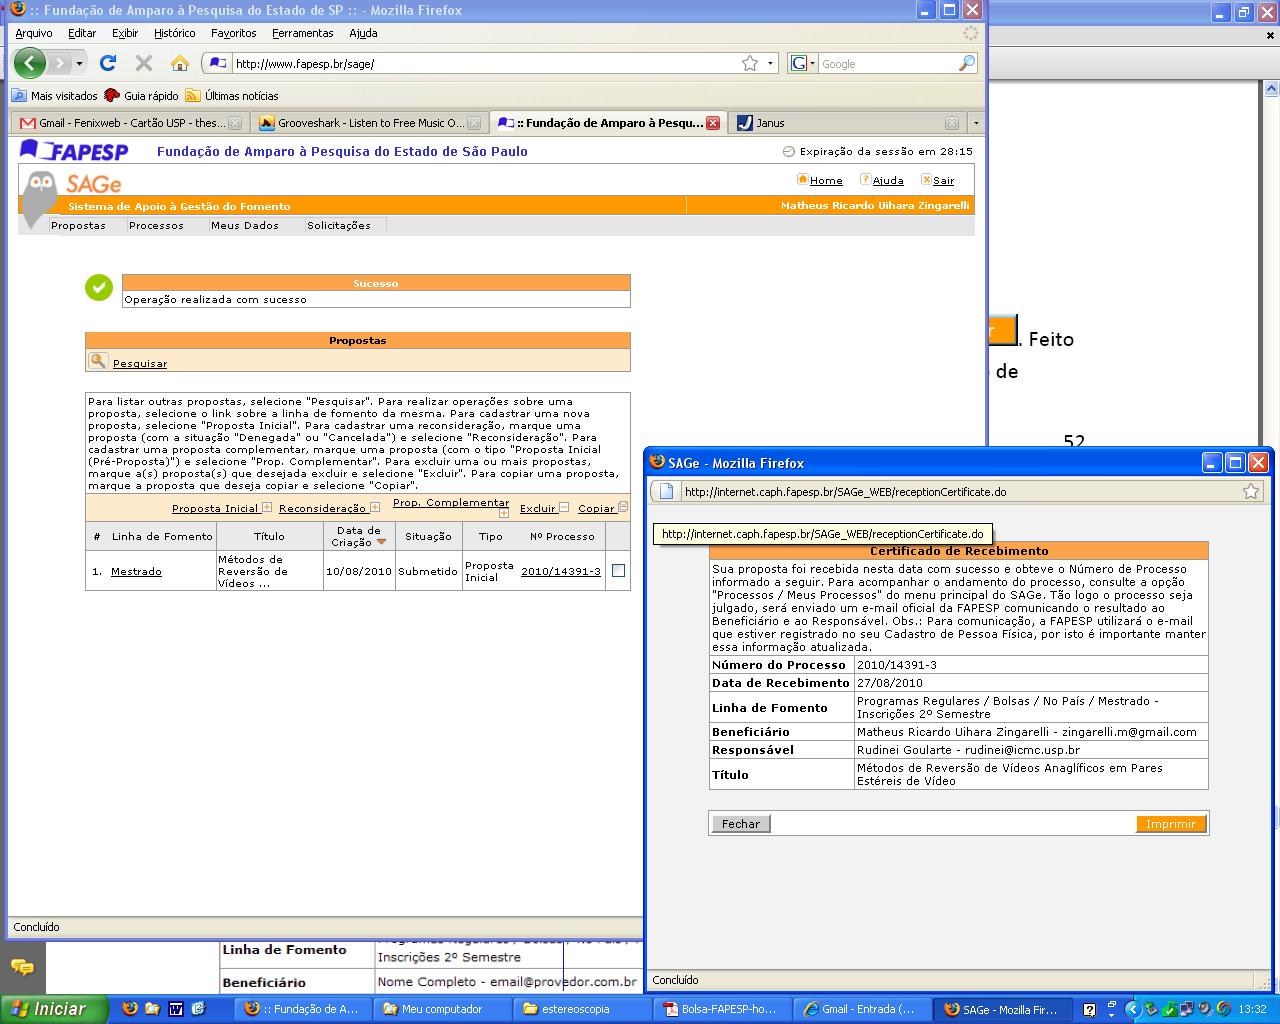 :: Fundação de Amparo à Pesquisa do Estado de SP :: - Mozilla Firefox
Arquivo Editar Exibir Histórico Favoritos Ferramentas Ajuda
http://www.fapesp.br/sage/
Google
Mais visitados Guia rápido Últimas notícias
Gmail - Fenixweb - Cartão USP - thes...
Grooveshark - Listen to Free Music O...
:: Fundação de Amparo à Pesqu...
Janus
FAPESP
Fundação de Amparo à Pesquisa do Estado de São Paulo
Expiração da sessão em 28:15
SAGe
Home Ajuda Sair
Sistema de Apoio à Gestão do Fomento
Matheus Ricardo Uihara Zingarelli
Propostas Processos Meus Dados Solicitações
Sucesso
Operação realizada com sucesso
Propostas
Pesquisar
Para listar outras propostas, selecione "Pesquisar". Para realizar operações sobre uma
proposta, selecione o link sobre a linha de fomento da mesma. Para cadastrar uma nova
proposta, selecione "Proposta Inicial". Para cadastrar uma reconsideração, marque uma
proposta (com a situação "Denegada" ou "Cancelada") e selecione "Reconsideração". Para
cadastrar uma proposta complementar, marque uma proposta (com o tipo "Proposta Inicial
(Pré-Proposta)") e selecione "Prop. Complementar". Para excluir uma ou mais propostas,
marque a(s) proposta(s) que desejada excluir e selecione "Excluir". Para copiar uma proposta,
marque a proposta que deseja copiar e selecione "Copiar".
Proposta Inicial Reconsideração Prop. Complementar Excluir Copiar
# Linha de Fomento Título Data de Criação Situação Tipo Nº Processo
1. Mestrado Métodos de Reversão de Vídeos ... 10/08/2010 Submetido Proposta Inicial 2010/14391-3
Concluído
. Feito
de
52
SAGe - Mozilla Firefox
http://internet.caph.fapesp.br/SAGe_WEB/receptionCertificate.do
http://internet.caph.fapesp.br/SAGe_WEB/receptionCertificate.do
Certificado de Recebimento
Sua proposta foi recebida nesta data com sucesso e obteve o Número de Processo
informado a seguir. Para acompanhar o andamento do processo, consulte a opção
"Processos / Meus Processos" do menu principal do SAGe. Tão logo o processo seja
julgado, será enviado um e-mail oficial da FAPESP comunicando o resultado ao
Beneficiário e ao Responsável. Obs.: Para comunicação, a FAPESP utilizará o e-mail
que estiver registrado no seu Cadastro de Pessoa Física, por isto é importante manter
essa informação atualizada.
Número do Processo 2010/14391-3
Data de Recebimento 27/08/2010
Linha de Fomento Programas Regulares / Bolsas / No País / Mestrado -
Inscrições 2º Semestre
Beneficiário Matheus Ricardo Uihara Zingarelli - zingarelli.m@gmail.com
Responsável Rudinei Goularte - rudinei@icmc.usp.br
Título Métodos de Reversão de Vídeos Anaglíficos em Pares
Estéreis de Vídeo
Fechar Imprimir
Concluído
Linha de Fomento
Inscrições 2º Semestre
Beneficiário Nome Completo - email@provedor.com.br
Iniciar
:: Fundação de A...
Meu computador
estereoscopia
Bolsa-FAPESP-ho...
Gmail - Entrada (...
SAGe - Mozilla Fir...
13:32